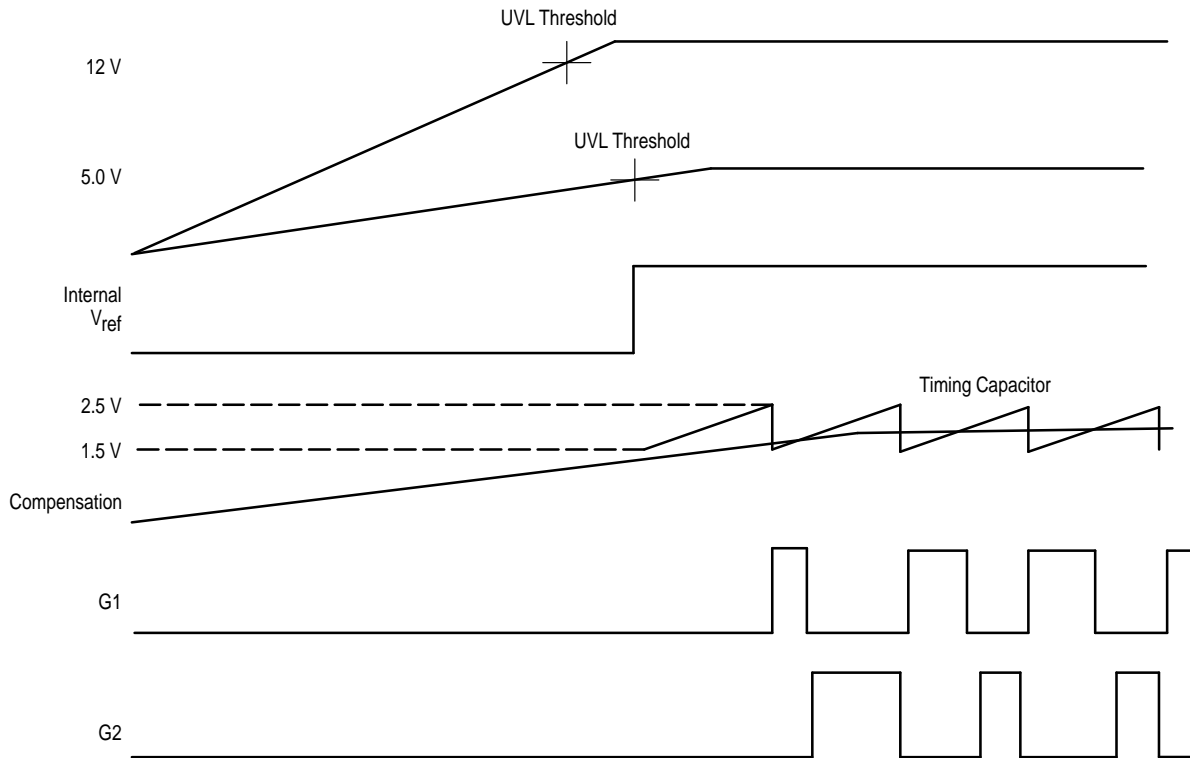 UVL Threshold
12 V
UVL Threshold
5.0 V
Internal
Vref
Timing Capacitor
2.5 V
1.5 V
Compensation
G1
G2